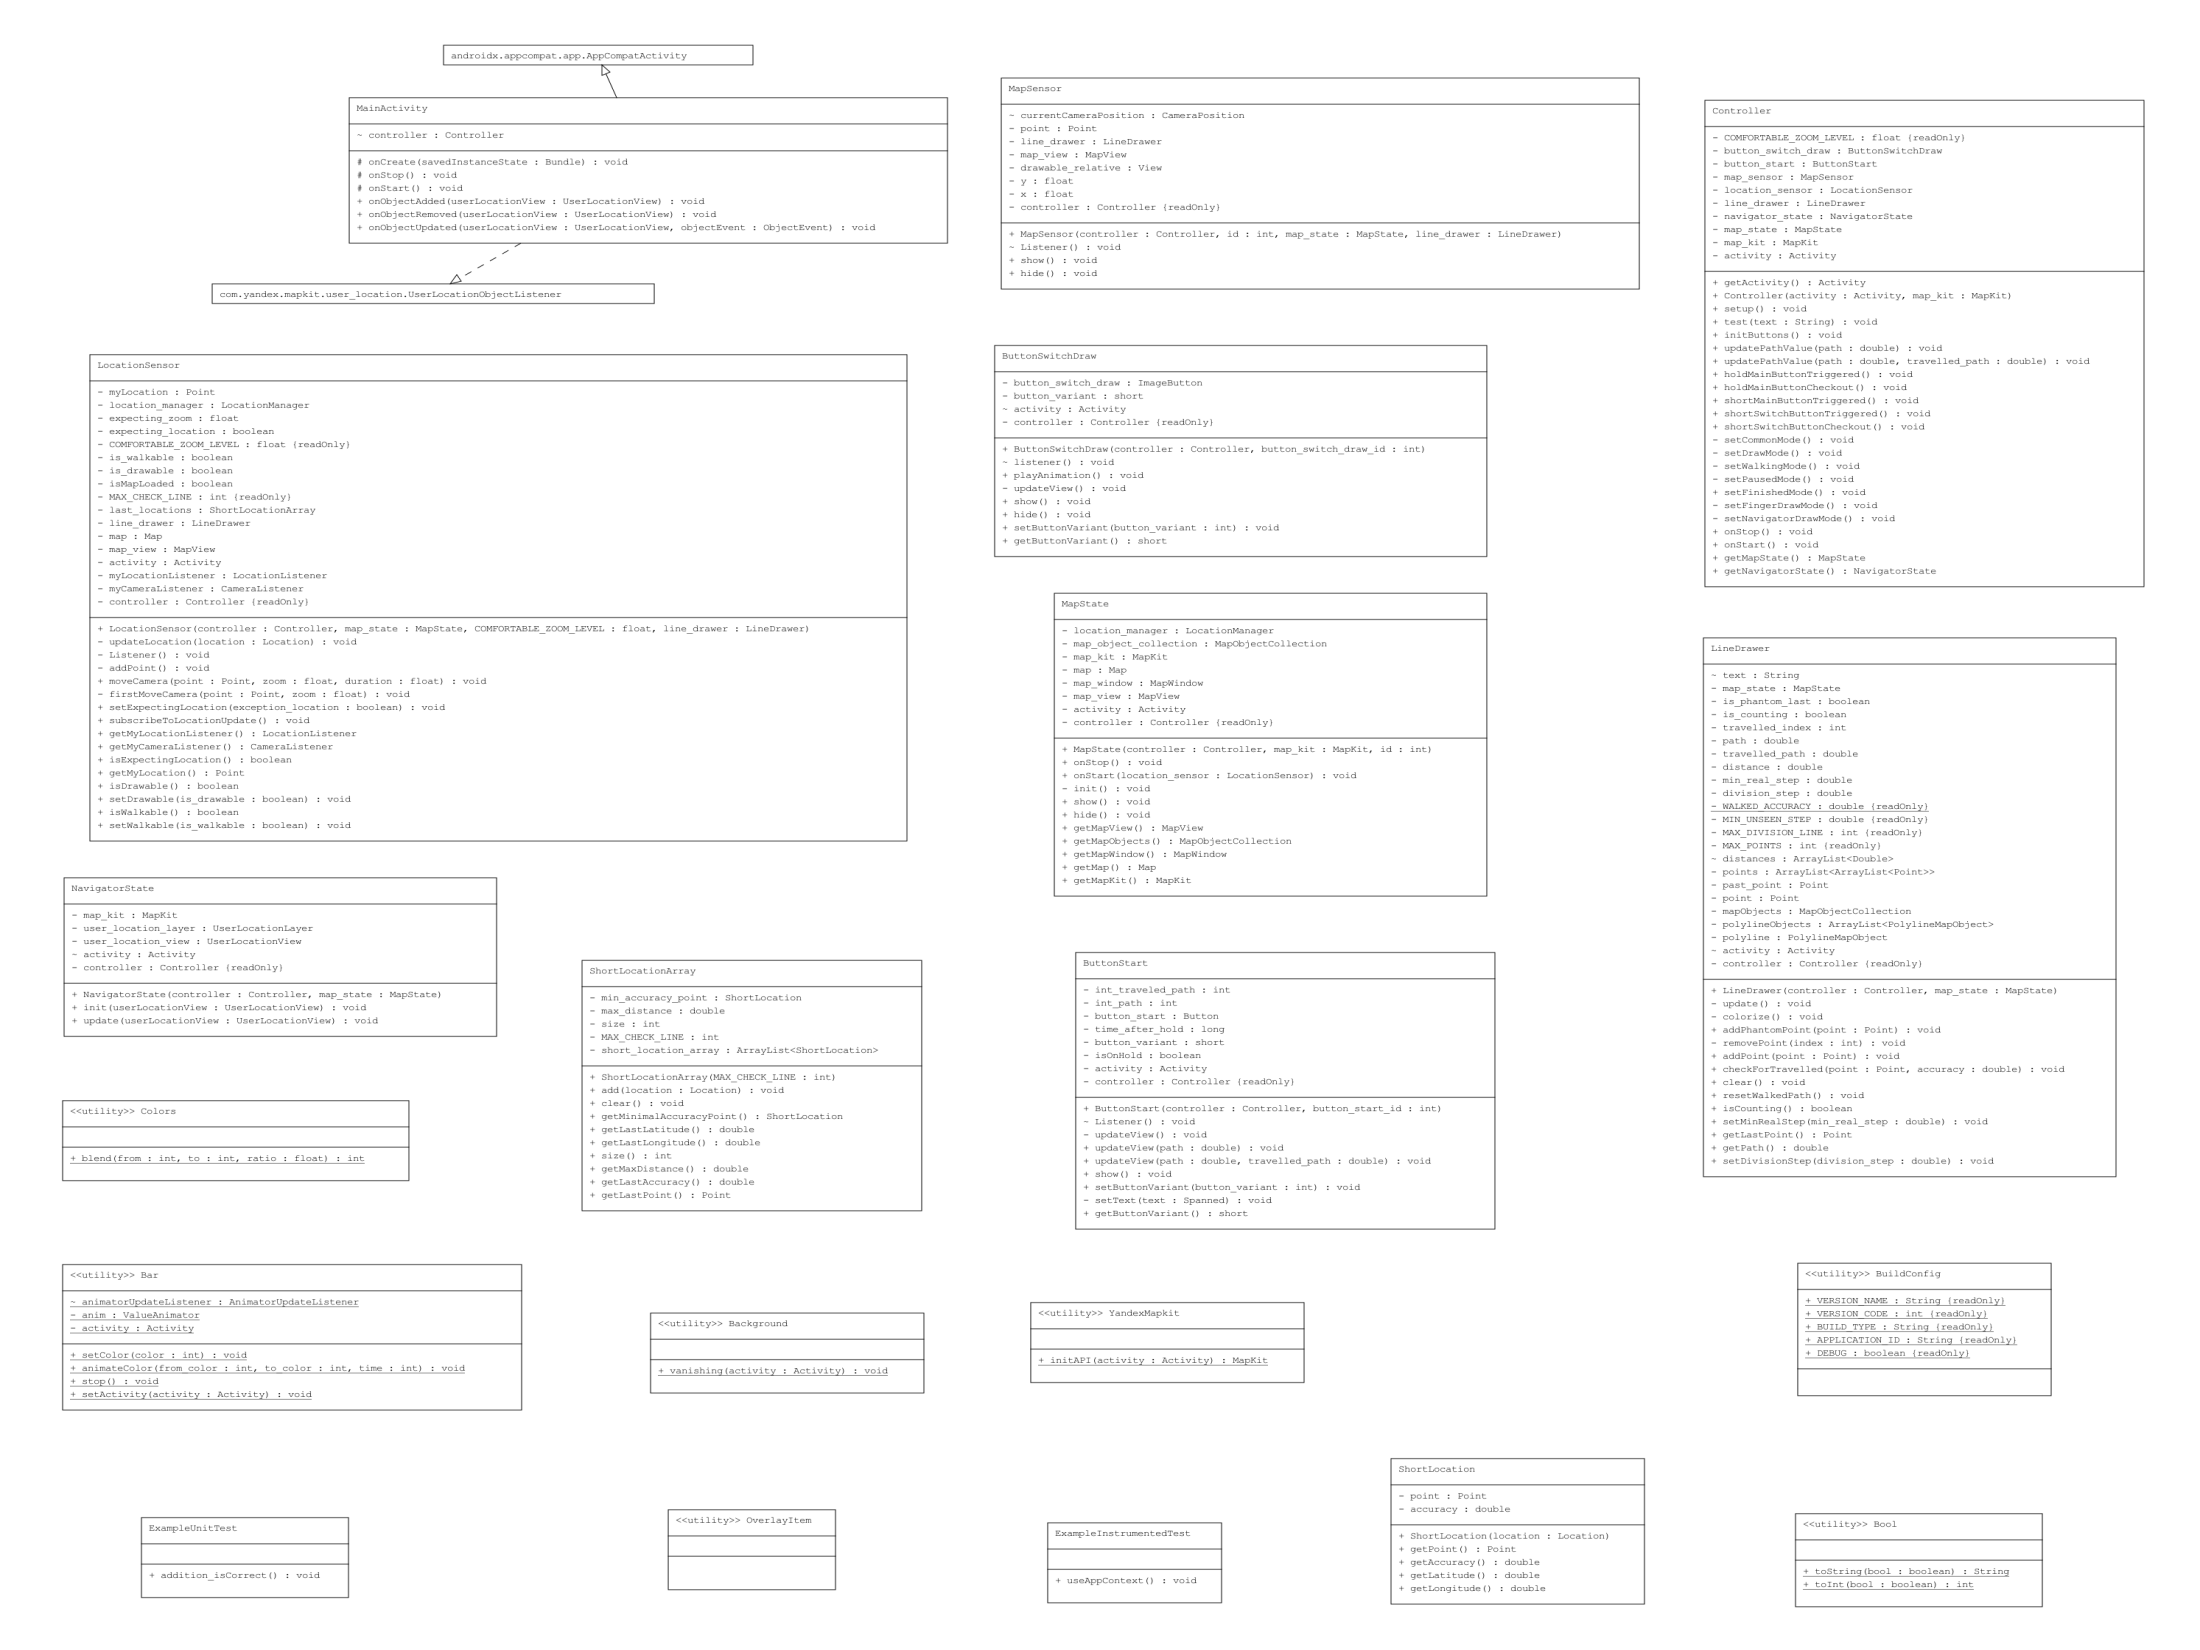 androidx.appcompat.app.AppCompatActivity
MainActivity
~ controller : Controller
# onCreate(savedInstanceState : Bundle) : void
# onStop() : void
# onStart() : void
+ onObjectAdded(userLocationView : UserLocationView) : void
+ onObjectRemoved(userLocationView : UserLocationView) : void
+ onObjectUpdated(userLocationView : UserLocationView, objectEvent : ObjectEvent) : void
com.yandex.mapkit.user_location.UserLocationObjectListener
MapSensor
- currentCameraPosition : CameraPosition
- point : Point
- line_drawer : LineDrawer
- map_view : MapView
- drawable_relative : View
- y : float
- x : float
- controller : Controller {readOnly}
+ MapSensor(controller : Controller, id : int, map_state : MapState, line_drawer : LineDrawer)
~ Listener() : void
+ show() : void
+ hide() : void
Controller
- COMFORTABLE_ZOOM_LEVEL : float {readOnly}
- button_switch_draw : ButtonSwitchDraw
- button_start : ButtonStart
- map_sensor : MapSensor
- location_sensor : LocationSensor
- line_drawer : LineDrawer
- navigator_state : NavigatorState
- map_state : MapState
- map_kit : MapKit
- activity : Activity
+ getActivity() : Activity
+ Controller(activity : Activity, map_kit : MapKit)
+ setup() : void
+ test(text : String) : void
+ initButtons() : void
+ updatePathValue(path : double) : void
+ updatePathValue(path : double, travelled_path : double) : void
+ holdMainButtonTriggered() : void
+ holdMainButtonCheckout() : void
+ shortMainButtonTriggered() : void
+ shortSwitchButtonTriggered() : void
+ shortSwitchButtonCheckout() : void
- setCommonMode() : void
- setDrawMode() : void
- setWalkingMode() : void
- setPausedMode() : void
+ setFinishedMode() : void
- setFingerDrawMode() : void
- setNavigatorDrawMode() : void
+ onStop() : void
+ onStart() : void
+ getMapState() : MapState
+ getNavigatorState() : NavigatorState
LocationSensor
- myLocation : Point
- location_manager : LocationManager
- expecting_zoom : float
- expecting_location : boolean
- COMFORTABLE_ZOOM_LEVEL : float {readOnly}
- is_walkable : boolean
- is_drawable : boolean
- isMapLoaded : boolean
- MAX_CHECK_LINE : int {readOnly}
- last_locations : ShortLocationArray
- line_drawer : LineDrawer
- map : Map
- map_view : MapView
- activity : Activity
- myLocationListener : LocationListener
- myCameraListener : CameraListener
- controller : Controller {readOnly}
+ LocationSensor(controller : Controller, map_state : MapState, COMFORTABLE_ZOOM_LEVEL : float, line_drawer : LineDrawer)
- updateLocation(location : Location) : void
- Listener() : void
- addPoint() : void
+ moveCamera(point : Point, zoom : float, duration : float) : void
- firstMoveCamera(point : Point, zoom : float) : void
+ setExpectingLocation(exception_location : boolean) : void
+ subscribeToLocationUpdate() : void
+ getMyLocationListener() : LocationListener
+ getMyCameraListener() : CameraListener
+ isExpectingLocation() : boolean
+ getMyLocation() : Point
+ isDrawable() : boolean
+ setDrawable(is_drawable : boolean) : void
+ isWalkable() : boolean
+ setWalkable(is_walkable : boolean) : void
ButtonSwitchDraw
- button_switch_draw : ImageButton
- button_variant : short
~ activity : Activity
- controller : Controller {readOnly}
+ ButtonSwitchDraw(controller : Controller, button_switch_draw_id : int)
~ listener() : void
+ playAnimation() : void
- updateView() : void
+ show() : void
+ hide() : void
+ setButtonVariant(button_variant : int) : void
+ getButtonVariant() : short
MapState
- location_manager : LocationManager
- map_object_collection : MapObjectCollection
- map_kit : MapKit
- map : Map
- map_window : MapWindow
- map_view : MapView
- activity : Activity
- controller : Controller {readOnly}
+ MapState(controller : Controller, map_kit : MapKit, id : int)
+ onStop() : void
+ onStart(location_sensor : LocationSensor) : void
- init() : void
+ show() : void
+ hide() : void
+ getMapView() : MapView
+ getMapObjects() : MapObjectCollection
+ getMapWindow() : MapWindow
+ getMap() : Map
+ getMapKit() : MapKit
LineDrawer
~ text : String
- map_state : MapState
- is_phantom_last : boolean
- is_counting : boolean
- travelled_index : int
- path : double
- travelled_path : double
- distance : double
- min_real_step : double
- division_step : double
- WALKED_ACCURACY : double {readOnly}
- MIN_UNSEEN_STEP : double {readOnly}
- MAX_DIVISION_LINE : int {readOnly}
- MAX_POINTS : int {readOnly}
~ distances : ArrayList<Double>
- points : ArrayList<ArrayList<Point>>
- past_point : Point
- point : Point
- mapObjects : MapObjectCollection
- polylineObjects : ArrayList<PolylineMapObject>
- polyline : PolylineMapObject
~ activity : Activity
- controller : Controller {readOnly}
+ LineDrawer(controller : Controller, map_state : MapState)
- update() : void
- colorize() : void
+ addPhantomPoint(point : Point) : void
- removePoint(index : int) : void
+ addPoint(point : Point) : void
+ checkForTravelled(point : Point, accuracy : double) : void
+ clear() : void
+ resetWalkedPath() : void
+ isCounting() : boolean
+ setMinRealStep(min_real_step : double) : void
+ getLastPoint() : Point
+ getPath() : double
+ setDivisionStep(division_step : double) : void
NavigatorState
- map_kit : MapKit
- user_location_layer : UserLocationLayer
- user_location_view : UserLocationView
~ activity : Activity
- controller : Controller {readOnly}
+ NavigatorState(controller : Controller, map_state : MapState)
+ init(userLocationView : UserLocationView) : void
+ update(userLocationView : UserLocationView) : void
ShortLocationArray
- min_accuracy_point : ShortLocation
- max_distance : double
- size : int
- MAX_CHECK_LINE : int
- short_location_array : ArrayList<ShortLocation>
+ ShortLocationArray(MAX_CHECK_LINE : int)
+ add(location : Location) : void
+ clear() : void
+ getMinimalAccuracyPoint() : ShortLocation
+ getLastLatitude() : double
+ getLastLongitude() : double
+ size() : int
+ getMaxDistance() : double
+ getLastAccuracy() : double
+ getLastPoint() : Point
ButtonStart
- int_traveled_path : int
- int_path : int
- button_start : Button
- time_after_hold : long
- button_variant : short
- isOnHold : boolean
- activity : Activity
- controller : Controller {readOnly}
+ ButtonStart(controller : Controller, button_start_id : int)
~ Listener() : void
- updateView() : void
+ updateView(path : double) : void
+ updateView(path : double, travelled_path : double) : void
+ show() : void
+ setButtonVariant(button_variant : int) : void
- setText(text : Spanned) : void
+ getButtonVariant() : short
<<utility>> Colors
+ blend(from : int, to : int, ratio : float) : int
<<utility>> Bar
~ animatorUpdateListener : AnimatorUpdateListener
- anim : ValueAnimator
- activity : Activity
+ setColor(color : int) : void
+ animateColor(from_color : int, to_color : int, time : int) : void
+ stop() : void
+ setActivity(activity : Activity) : void
<<utility>> Background
+ vanishing(activity : Activity) : void
<<utility>> YandexMapkit
+ initAPI(activity : Activity) : MapKit
<<utility>> BuildConfig
+ VERSION_NAME : String {readOnly}
+ VERSION_CODE : int {readOnly}
+ BUILD_TYPE : String {readOnly}
+ APPLICATION_ID : String {readOnly}
+ DEBUG : boolean {readOnly}
ExampleUnitTest
+ addition_isCorrect() : void
<<utility>> OverlayItem
ExampleInstrumentedTest
+ useAppContext() : void
ShortLocation
- point : Point
- accuracy : double
+ ShortLocation(location : Location)
+ getPoint() : Point
+ getAccuracy() : double
+ getLatitude() : double
+ getLongitude() : double
<<utility>> Bool
+ toString(bool : boolean) : String
+ toInt(bool : boolean) : int